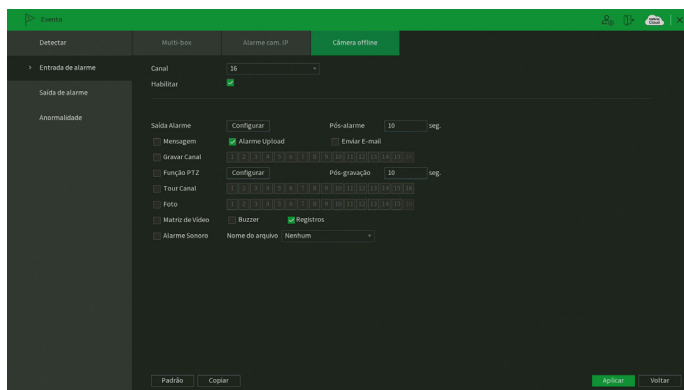 Evento
Detectar
Multi-box
Alarme cam. IP
Câmera offline
Entrada de alarme
Saída de alarme
Anormalidade
Canal 16
Habilitar
Saída Alarme Configurar Pós-alarme 10 seg.
Mensagem Alarme Upload Enviar E-mail
Gravar Canal 1 2 3 4 5 6 7 8 9 10 11 12 13 14 15 16
Função PTZ Configurar Pós-gravação 10 seg.
Tour Canal 1 2 3 4 5 6 7 8 9 10 11 12 13 14 15 16
Foto 1 2 3 4 5 6 7 8 9 10 11 12 13 14 15 16
Matriz de Vídeo Buzzer Registros
Alarme Sonoro Nome do arquivo Nenhum
Padrão Copiar Aplicar Voltar